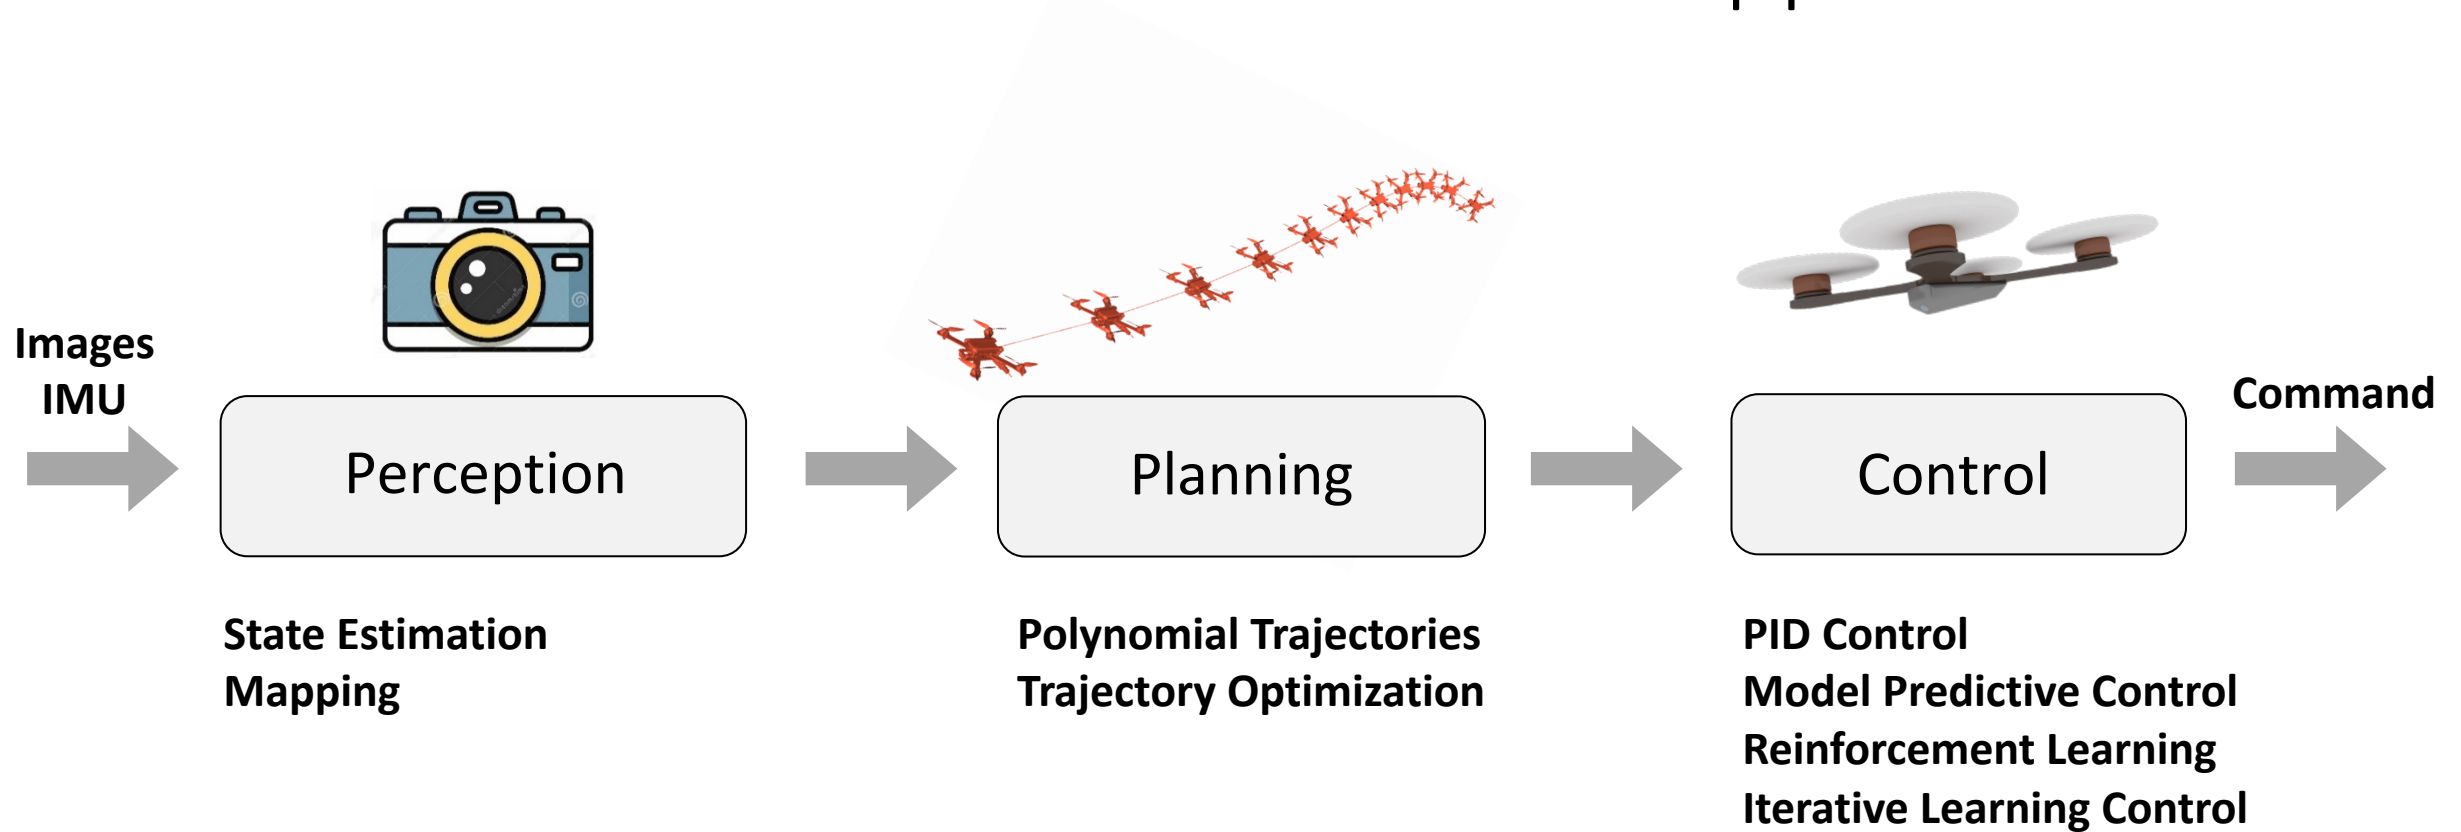 Images
IMU
Command
Perception
Planning
Control
State Estimation
Mapping
Polynomial Trajectories
Trajectory Optimization
PID Control
Model Predictive Control
Reinforcement Learning
Iterative Learning Control